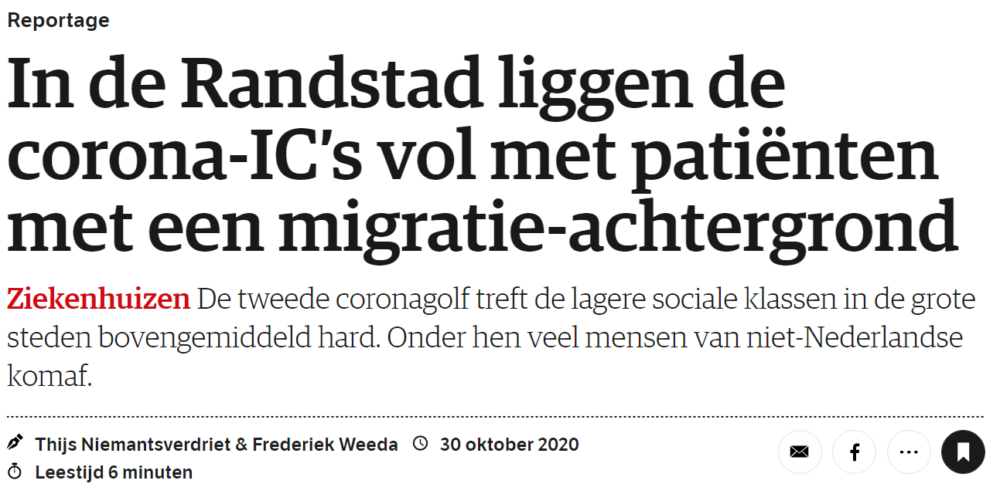 Reportage
In de Randstad liggen de
corona-IC’s vol met patiënten
met een migratie-achtergrond
Ziekenhuizen De tweede coronagolf treft de lagere sociale klassen in de grote
steden bovengemiddeld hard. Onder hen veel mensen van niet-Nederlandse
komaf.
Thijs Niemantsverdriet & Frederiek Weeda 30 oktober 2020
Leestijd 6 minuten